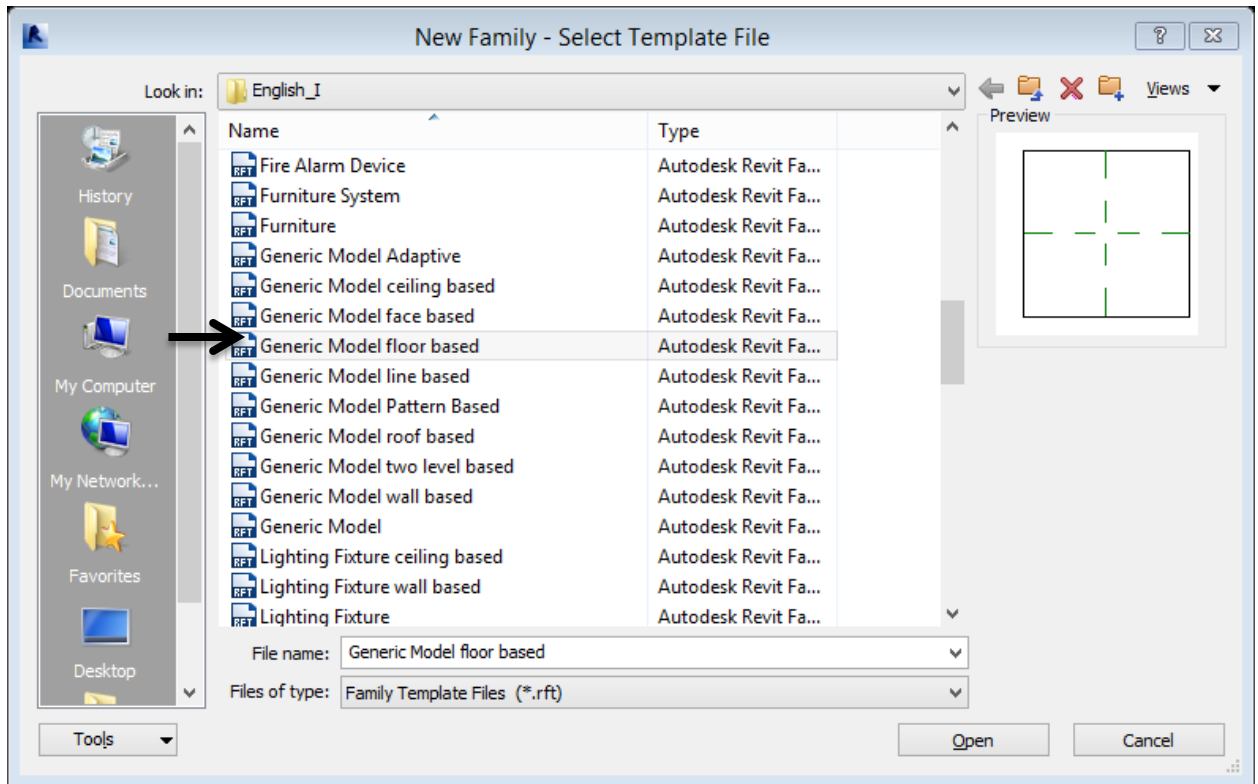 New Family - Select Template File
Look in: English_I Views
Preview
Name Type
Fire Alarm Device Autodesk Revit Fa...
Furniture System Autodesk Revit Fa...
Furniture Autodesk Revit Fa...
Generic Model Adaptive Autodesk Revit Fa...
Generic Model ceiling based Autodesk Revit Fa...
Generic Model face based Autodesk Revit Fa...
Generic Model floor based Autodesk Revit Fa...
Generic Model line based Autodesk Revit Fa...
Generic Model Pattern Based Autodesk Revit Fa...
Generic Model roof based Autodesk Revit Fa...
Generic Model two level based Autodesk Revit Fa...
Generic Model wall based Autodesk Revit Fa...
Generic Model Autodesk Revit Fa...
Lighting Fixture ceiling based Autodesk Revit Fa...
Lighting Fixture wall based Autodesk Revit Fa...
Lighting Fixture Autodesk Revit Fa...
History
Documents
My Computer
My Network...
Favorites
Desktop
File name: Generic Model floor based
Files of type: Family Template Files (*.rft)
Tools Open Cancel